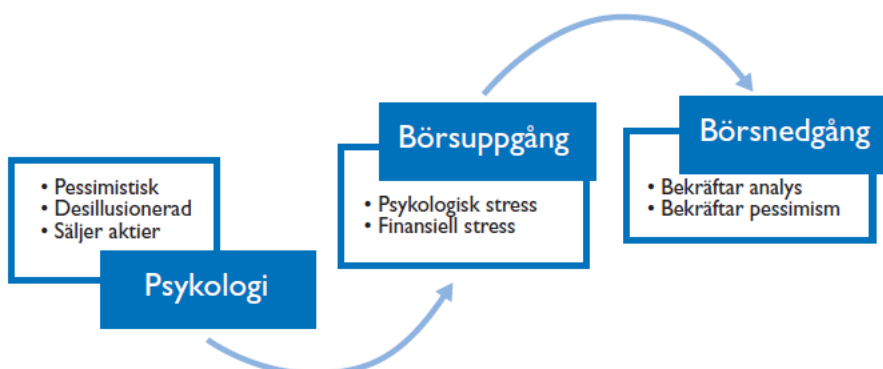 • Pessimistisk
• Desillusionerad
• Säljer aktier
Psykologi
Börsuppgång
• Psykologisk stress
• Finansiell stress
Börsnedgång
• Bekräftar analys
• Bekräftar pessimism